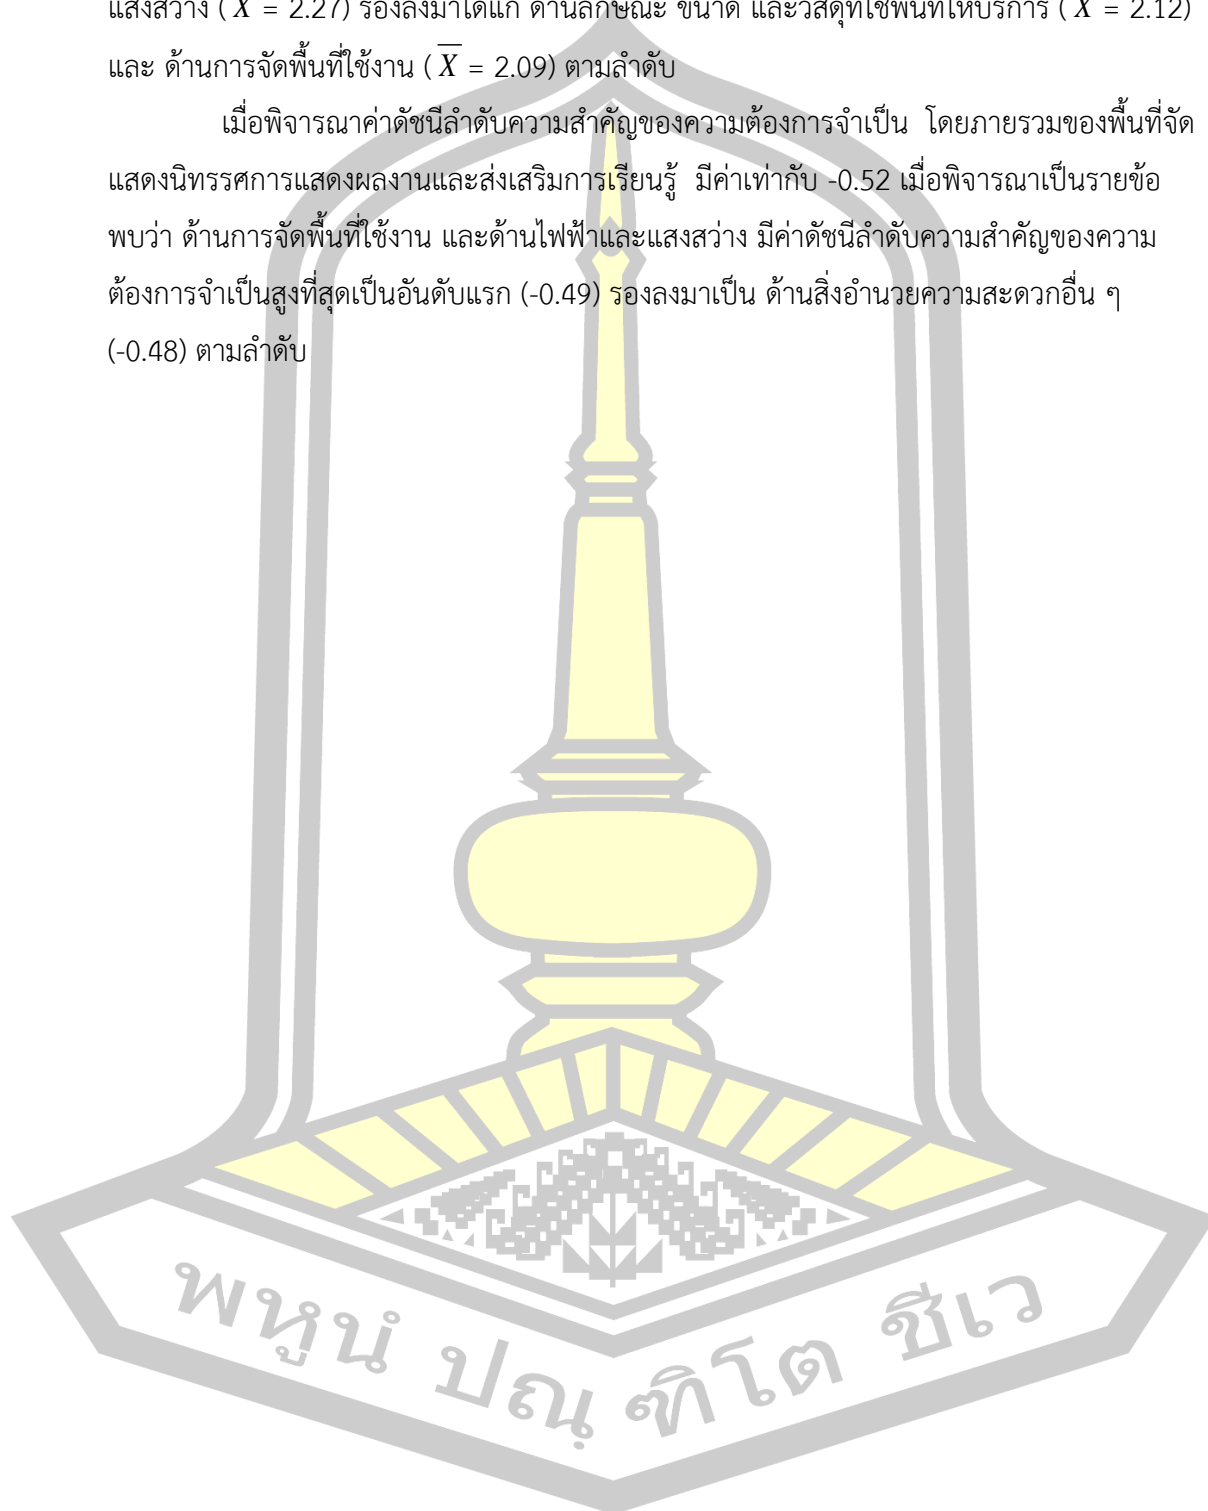 แสงสว่าง ( X̄ = 2.27) รองลงมาได้แก่ ด้านลักษณะ ขนาด และวัสดุที่ใช้พื้นที่ให้บริการ ( X̄ = 2.12)
และ ด้านการจัดพื้นที่ใช้งาน ( X̄ = 2.09) ตามลำดับ
เมื่อพิจารณาค่าดัชนีลำดับความสำคัญของความต้องการจำเป็น โดยภายรวมของพื้นที่จัด
แสดงนิทรรศการแสดงผลงานและส่งเสริมการเรียนรู้ มีค่าเท่ากับ -0.52 เมื่อพิจารณาเป็นรายข้อ
พบว่า ด้านการจัดพื้นที่ใช้งาน และด้านไฟฟ้าและแสงสว่าง มีค่าดัชนีลำดับความสำคัญของความ
ต้องการจำเป็นสูงที่สุดเป็นอันดับแรก (-0.49) รองลงมาเป็น ด้านสิ่งอำนวยความสะดวกอื่น ๆ
(-0.48) ตามลำดับ
พหูนํ ปณฺ ฑิโต ชีเว